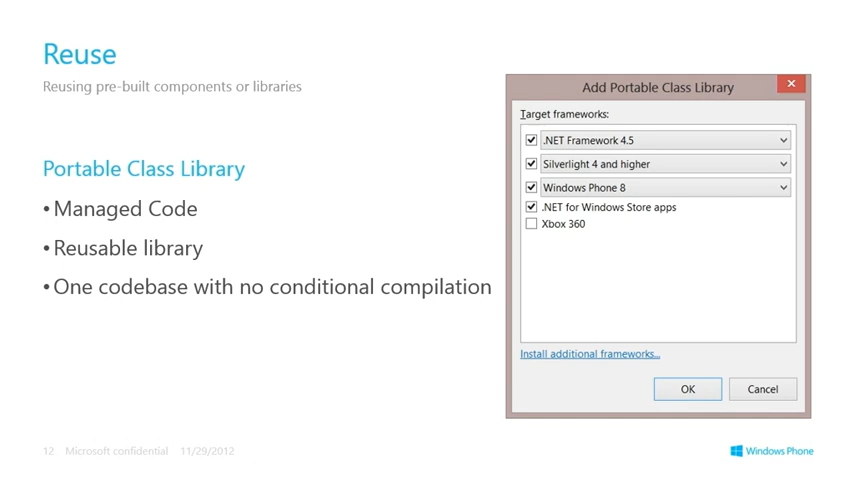 Reuse
Reusing pre-built components or libraries
Portable Class Library
• Managed Code
• Reusable library
• One codebase with no conditional compilation
Add Portable Class Library
Target frameworks:
.NET Framework 4.5
Silverlight 4 and higher
Windows Phone 8
.NET for Windows Store apps
Xbox 360
Install additional frameworks...
OK Cancel
12 Microsoft confidential 11/29/2012
Windows Phone